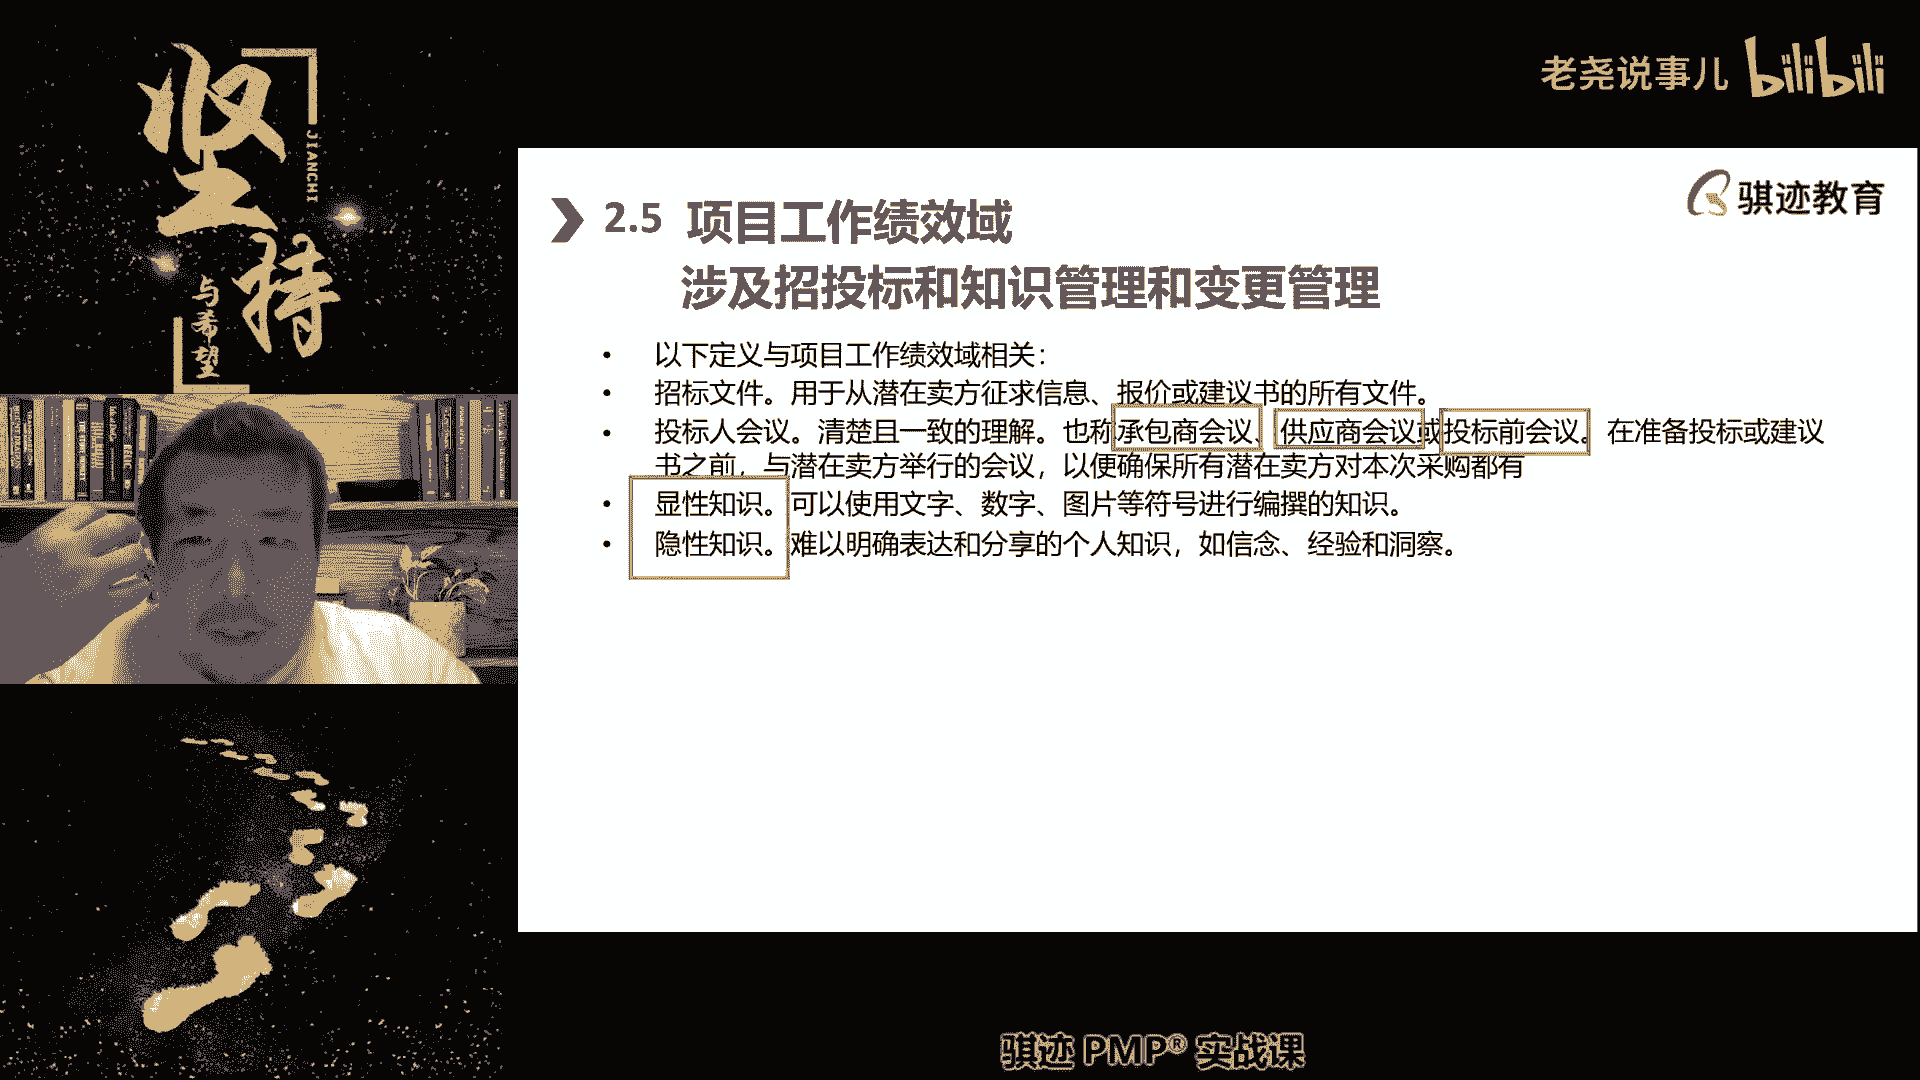 坚持
JIANCHI
与希望
老尧说事儿 bilibili
骐迹教育
2.5 项目工作绩效域
涉及招投标和知识管理和变更管理
• 以下定义与项目工作绩效域相关：
• 招标文件。用于从潜在卖方征求信息、报价或建议书的所有文件。
• 投标人会议。清楚且一致的理解。也称承包商会议、供应商会议或投标前会议。在准备投标或建议
书之前，与潜在卖方举行的会议，以便确保所有潜在卖方对本次采购都有
• 显性知识。可以使用文字、数字、图片等符号进行编撰的知识。
• 隐性知识。难以明确表达和分享的个人知识，如信念、经验和洞察。
骐迹 PMP® 实战课